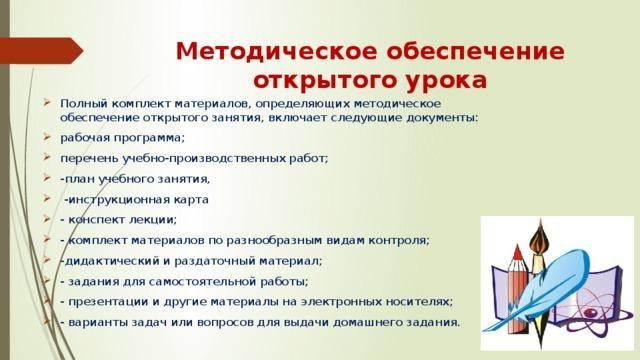 Методическое обеспечение
открытого урока
Полный комплект материалов, определяющих методическое
обеспечение открытого занятия, включает следующие документы:
рабочая программа;
перечень учебно-производственных работ;
-план учебного занятия,
-инструкционная карта
- конспект лекции;
- комплект материалов по разнообразным видам контроля;
-дидактический и раздаточный материал;
- задания для самостоятельной работы;
- презентации и другие материалы на электронных носителях;
- варианты задач или вопросов для выдачи домашнего задания.